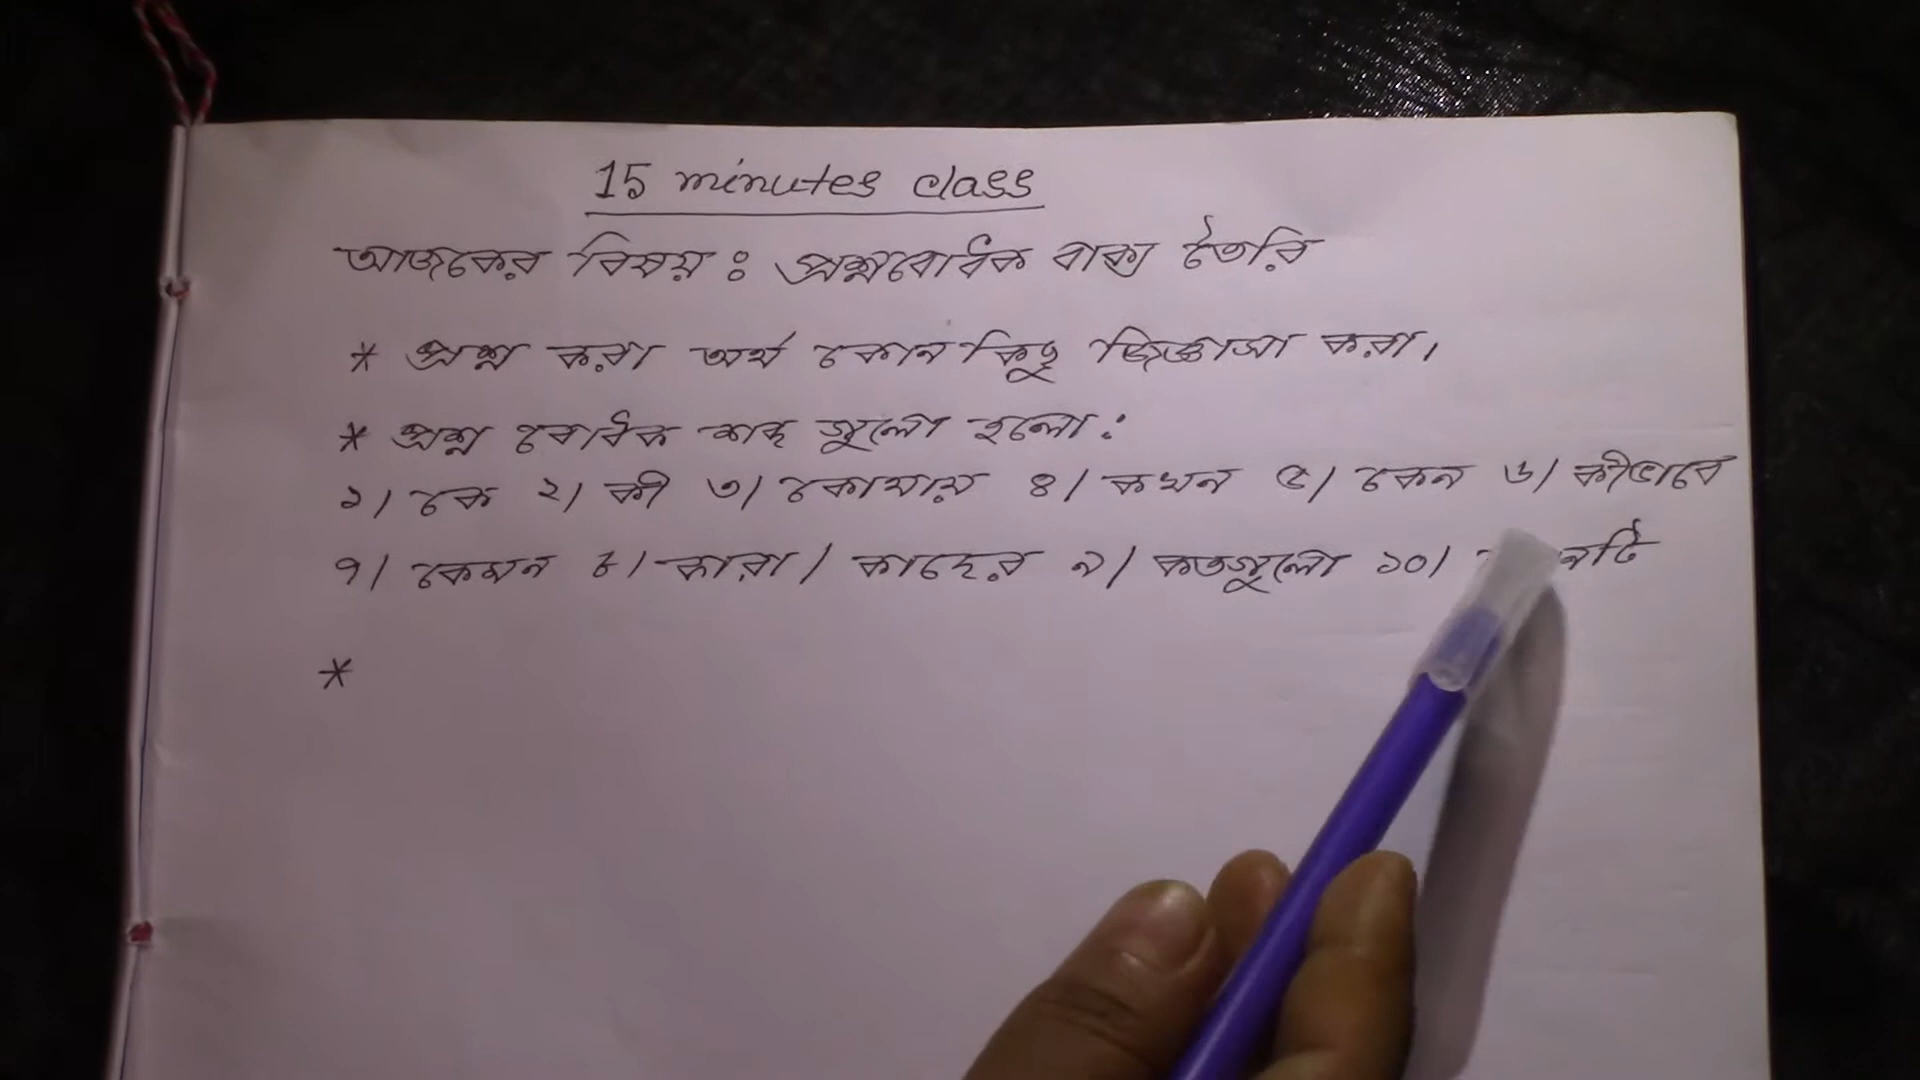 15 minutes class
আজকের বিষয় : প্রশ্নবোধক বাক্য তৈরি
* প্রশ্ন করা অর্থ কোন কিছু জিজ্ঞাসা করা।
* প্রশ্ন বোধক শব্দ গুলো হলো :
১) কে ২) কী ৩) কোথায় ৪) কখন ৫) কেন ৬) কীভাবে
৭) কেমন ৮) কারা / কাদের ৯) কতগুলো ১০)
*